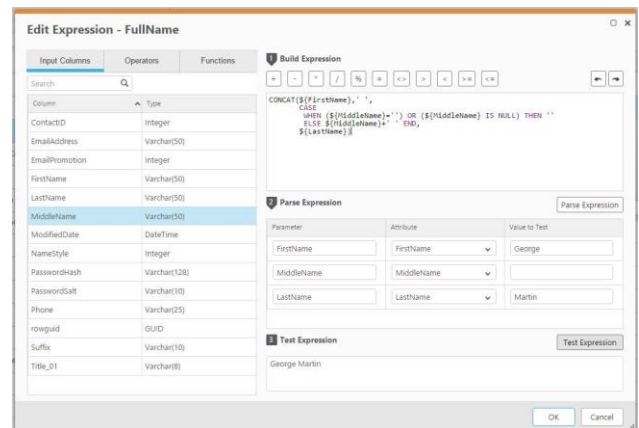 Edit Expression - FullName
Input Columns Operators Functions
Search
Column Type
ContactID Integer
EmailAddress Varchar(50)
EmailPromotion Integer
FirstName Varchar(50)
LastName Varchar(50)
MiddleName Varchar(50)
ModifiedDate DateTime
NameStyle Integer
PasswordHash Varchar(128)
PasswordSalt Varchar(10)
Phone Varchar(25)
rowguid GUID
Suffix Varchar(10)
Title_01 Varchar(8)
1 Build Expression
+ - * / % = <> > < >= <=
CONCAT(${FirstName},' ',
CASE
WHEN (${MiddleName}='') OR (${MiddleName} IS NULL) THEN ''
ELSE ${MiddleName}+' ' END,
${LastName})
2 Parse Expression Parse Expression
Parameter Attribute Value to Test
FirstName FirstName George
MiddleName MiddleName
LastName LastName Martin
3 Test Expression Test Expression
George Martin
OK Cancel